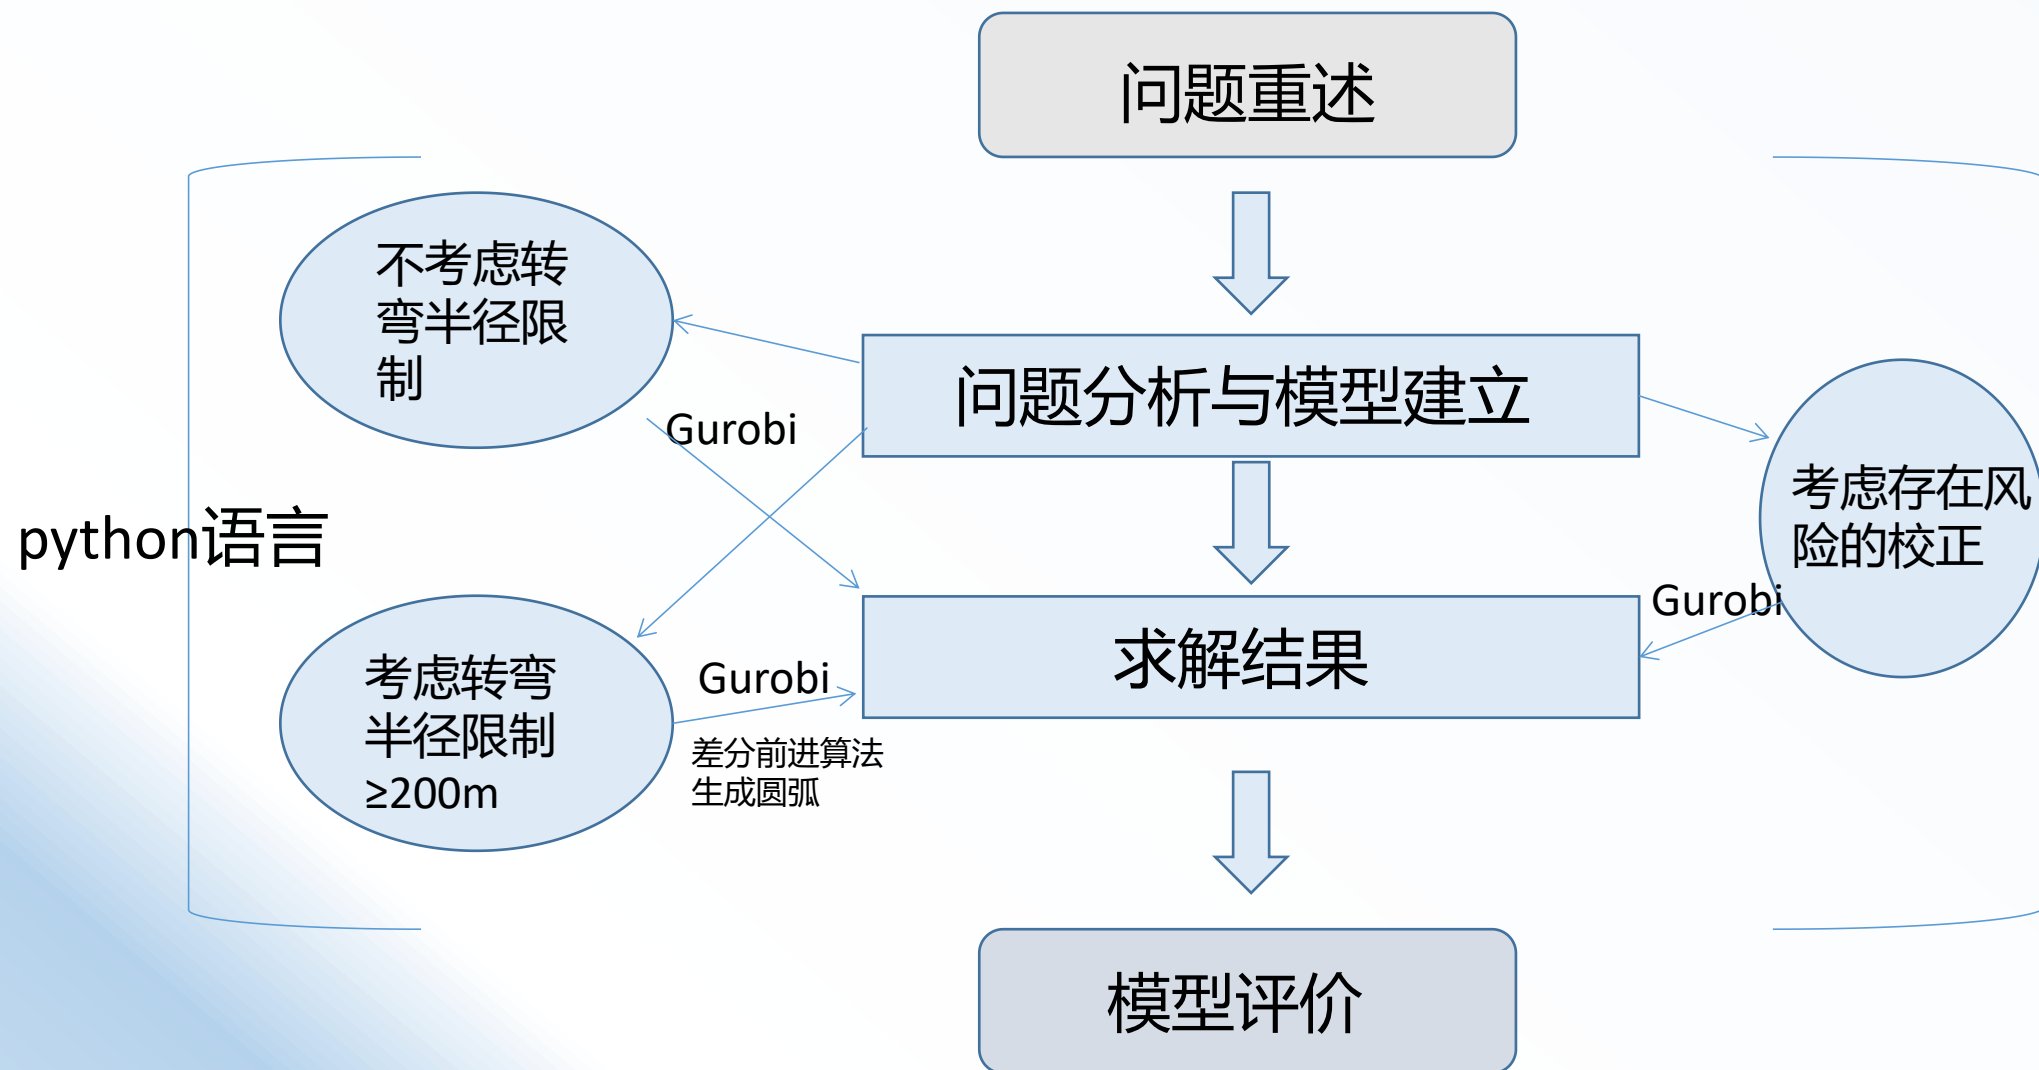 问题重述
不考虑转
弯半径限
制
问题分析与模型建立
Gurobi
考虑存在风
险的校正
python语言
Gurobi
求解结果
考虑转弯
半径限制
≥200m
Gurobi
差分前进算法
生成圆弧
模型评价